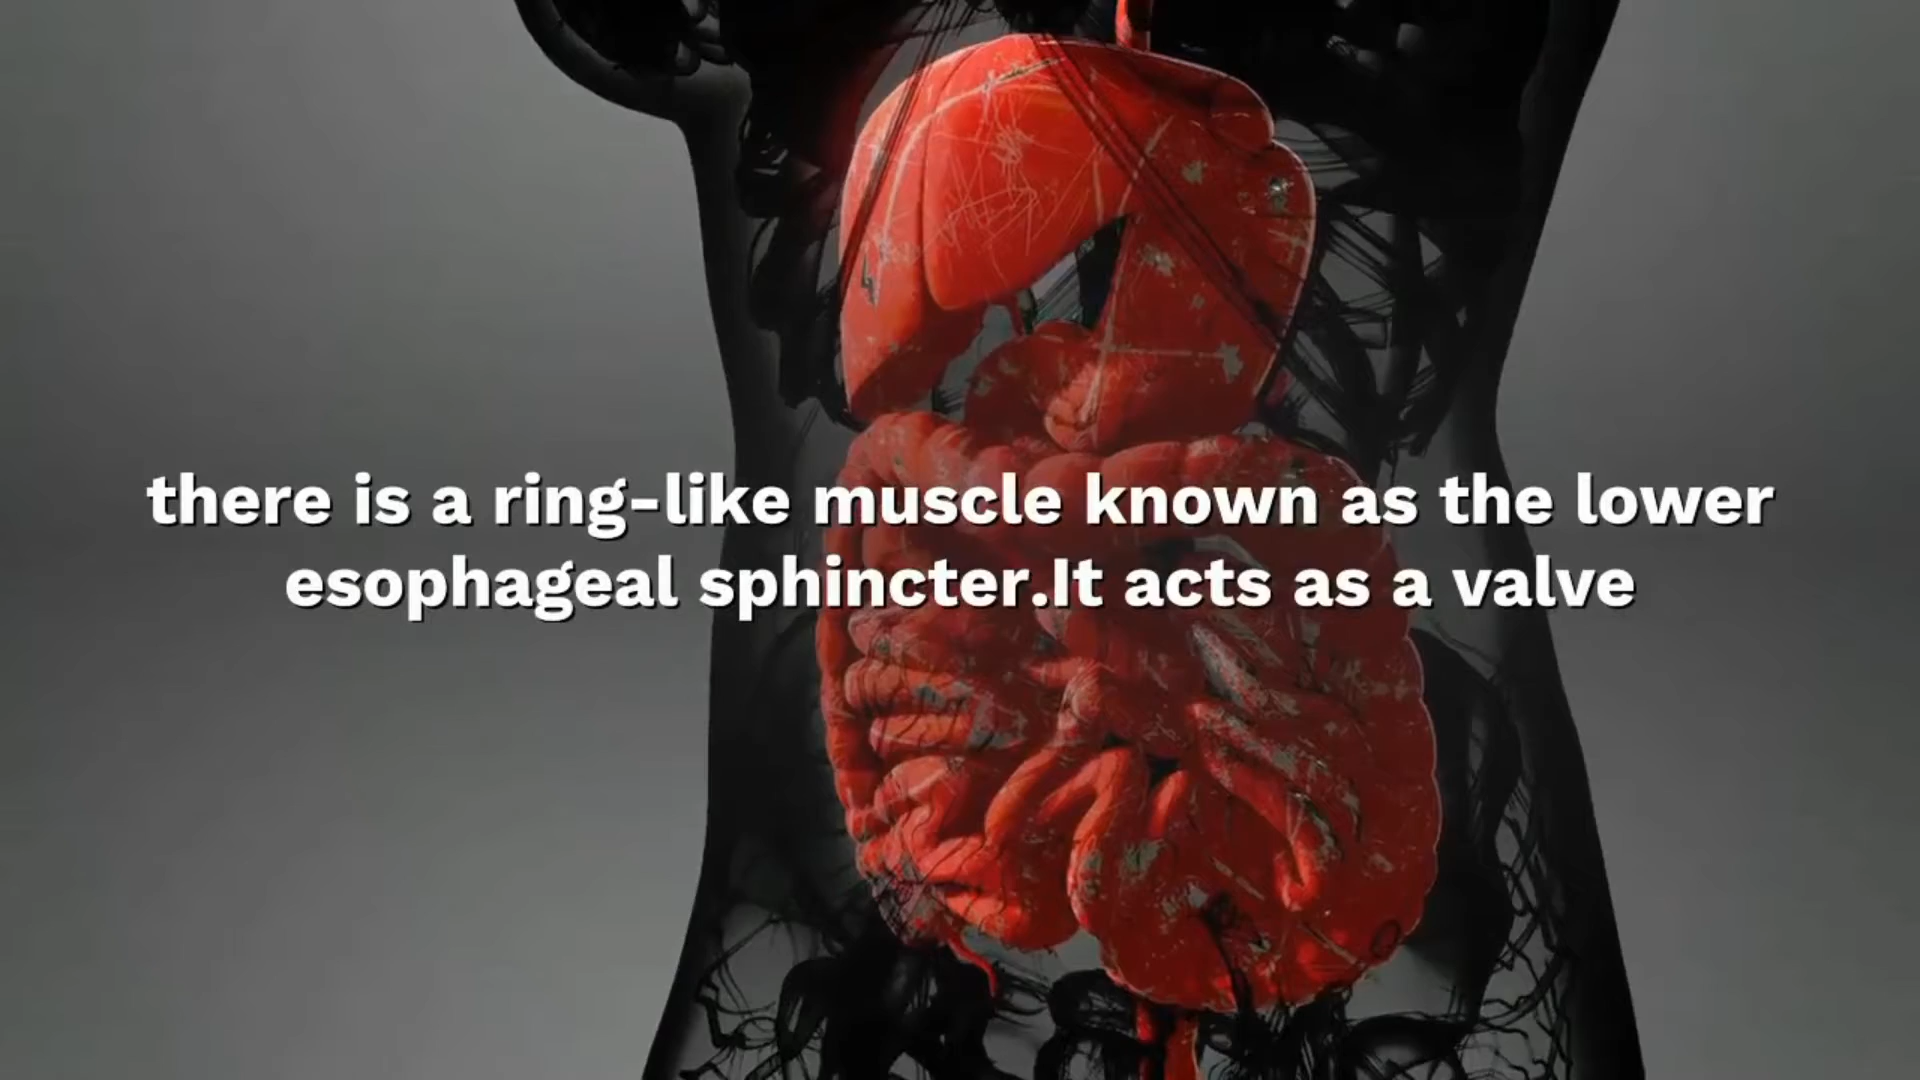 there is a ring-like muscle known as the lower
esophageal sphincter.It acts as a valve